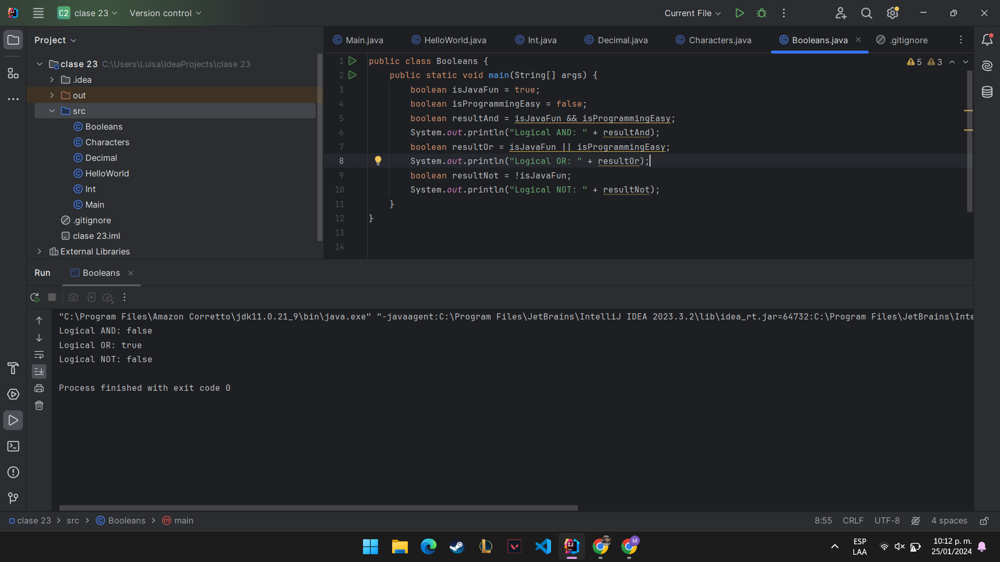 C2 clase 23 Version control Current File
Project
Main.java HelloWorld.java Int.java Decimal.java Characters.java Booleans.java .gitignore
clase 23 C:\Users\Luisa\IdeaProjects\clase 23
.idea
out
src
Booleans
Characters
Decimal
HelloWorld
Int
Main
.gitignore
clase 23.iml
External Libraries
5 3
1 public class Booleans {
2 public static void main(String[] args) {
3 boolean isJavaFun = true;
4 boolean isProgrammingEasy = false;
5 boolean resultAnd = isJavaFun && isProgrammingEasy;
6 System.out.println("Logical AND: " + resultAnd);
7 boolean resultOr = isJavaFun || isProgrammingEasy;
8 System.out.println("Logical OR: " + resultOr);
9 boolean resultNot = !isJavaFun;
10 System.out.println("Logical NOT: " + resultNot);
11 }
12 }
13
14
Run Booleans
"C:\Program Files\Amazon Corretto\jdk11.0.21_9\bin\java.exe" "-javaagent:C:\Program Files\JetBrains\IntelliJ IDEA 2023.3.2\lib\idea_rt.jar=64732:C:\Program Files\JetBrains\Inte
Logical AND: false
Logical OR: true
Logical NOT: false
Process finished with exit code 0
clase 23 src Booleans main 8:55 CRLF UTF-8 4 spaces
ESP
LAA
10:12 p. m.
25/01/2024